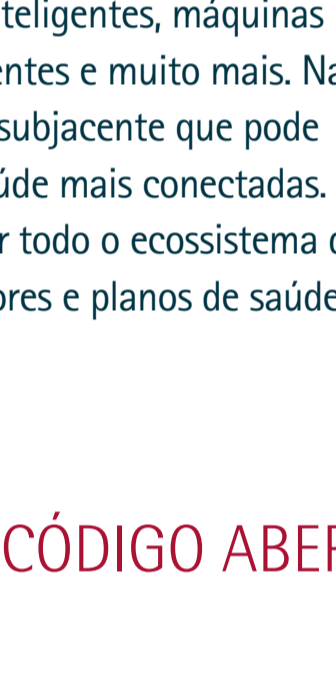 teligentes, máquinas
entes e muito mais. Na
subjacente que pode
úde mais conectadas.
r todo o ecossistema
ores e planos de saúde
CÓDIGO ABER